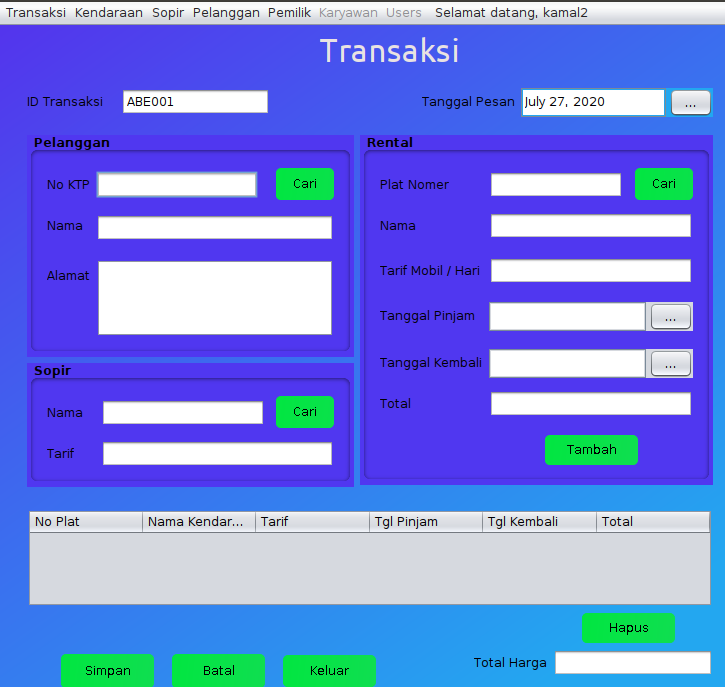 Transaksi Kendaraan Sopir Pelanggan Pemilik Karyawan Users Selamat datang, kamal2
Transaksi
ID Transaksi ABE001 Tanggal Pesan July 27, 2020 ...
Pelanggan
No KTP Cari
Nama
Alamat
Rental
Plat Nomer Cari
Nama
Tarif Mobil / Hari
Tanggal Pinjam ...
Tanggal Kembali ...
Total
Tambah
Sopir
Nama Cari
Tarif
No Plat Nama Kendar... Tarif Tgl Pinjam Tgl Kembali Total
Hapus
Total Harga
Simpan Batal Keluar